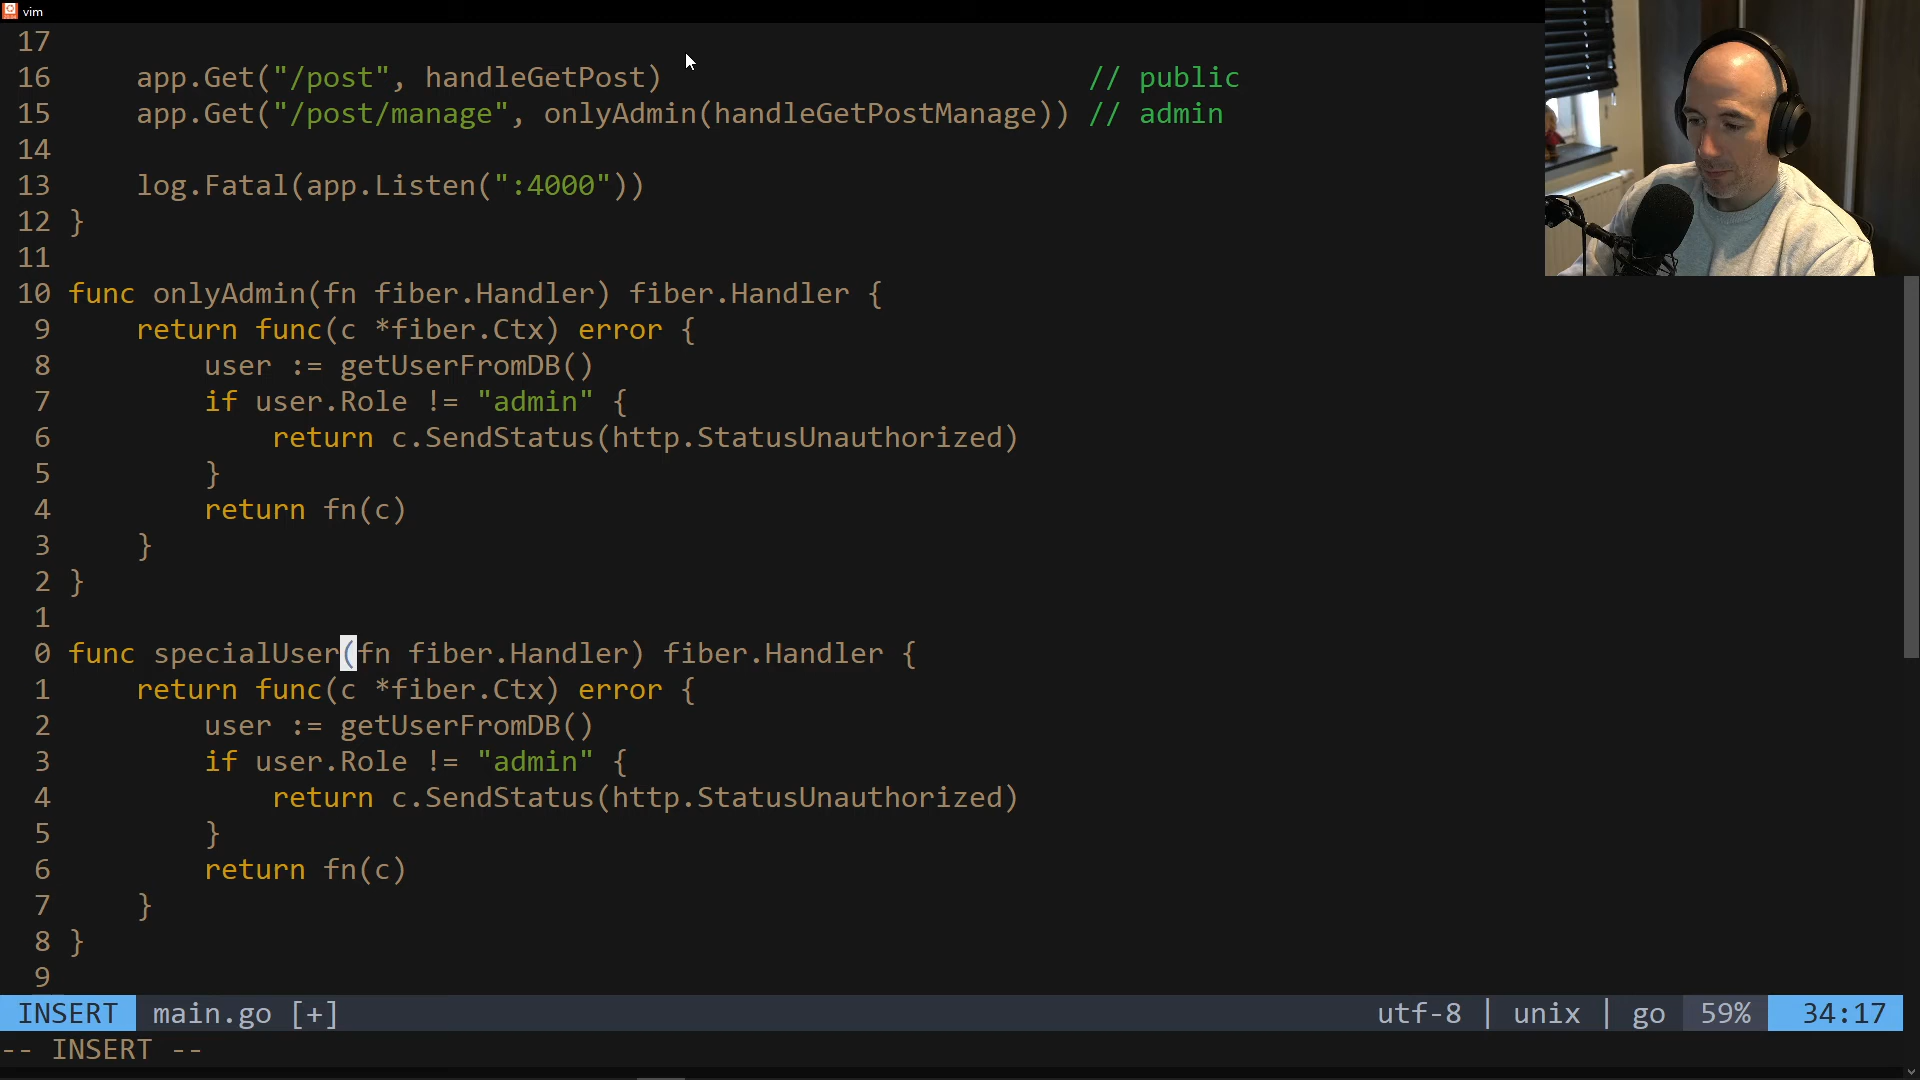 vim
17
16 app.Get("/post", handleGetPost) // public
15 app.Get("/post/manage", onlyAdmin(handleGetPostManage)) // admin
14
13 log.Fatal(app.Listen(":4000"))
12 }
11
10 func onlyAdmin(fn fiber.Handler) fiber.Handler {
9 return func(c *fiber.Ctx) error {
8 user := getUserFromDB()
7 if user.Role != "admin" {
6 return c.SendStatus(http.StatusUnauthorized)
5 }
4 return fn(c)
3 }
2 }
1
0 func specialUser(fn fiber.Handler) fiber.Handler {
1 return func(c *fiber.Ctx) error {
2 user := getUserFromDB()
3 if user.Role != "admin" {
4 return c.SendStatus(http.StatusUnauthorized)
5 }
6 return fn(c)
7 }
8 }
9
INSERT main.go [+] utf-8 | unix | go 59% 34:17
-- INSERT --